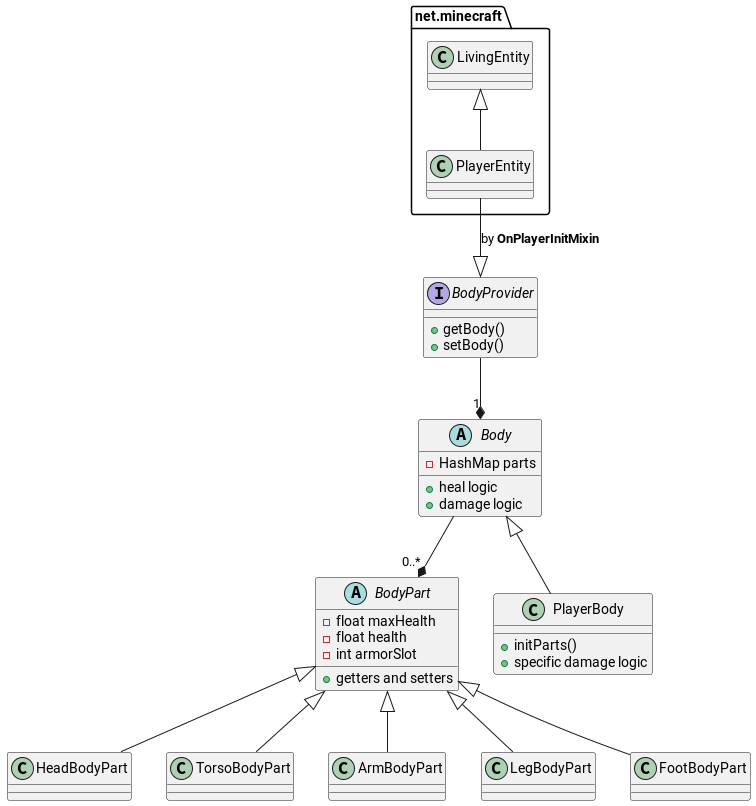 net.minecraft
C LivingEntity
C PlayerEntity
by OnPlayerInitMixin
I BodyProvider
getBody()
setBody()
1
A Body
HashMap parts
heal logic
damage logic
0..*
A BodyPart
float maxHealth
float health
int armorSlot
getters and setters
C PlayerBody
initParts()
specific damage logic
C HeadBodyPart
C TorsoBodyPart
C ArmBodyPart
C LegBodyPart
C FootBodyPart